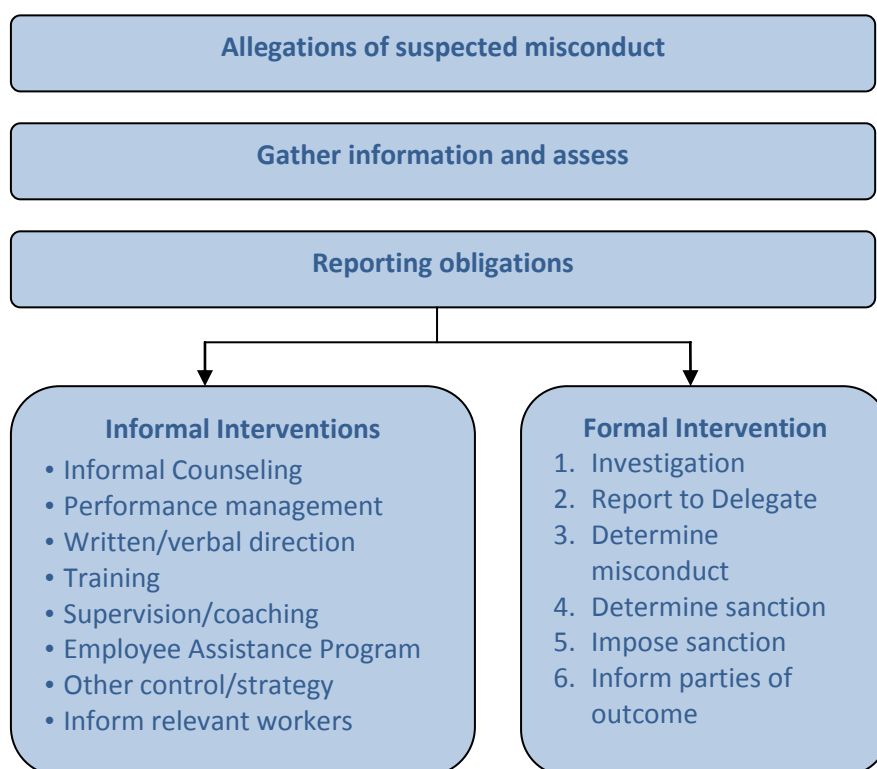 Allegations of suspected misconduct
Gather information and assess
Reporting obligations
Informal Interventions
• Informal Counseling
• Performance management
• Written/verbal direction
• Training
• Supervision/coaching
• Employee Assistance Program
• Other control/strategy
• Inform relevant workers
Formal Intervention
1. Investigation
2. Report to Delegate
3. Determine
misconduct
4. Determine sanction
5. Impose sanction
6. Inform parties of
outcome